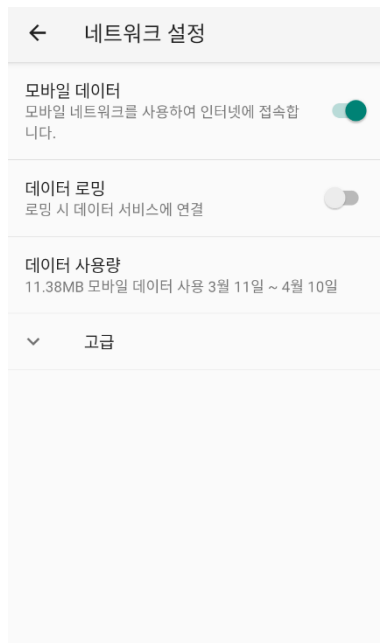 네트워크 설정
모바일 데이터
모바일 네트워크를 사용하여 인터넷에 접속합
니다.
데이터 로밍
로밍 시 데이터 서비스에 연결
데이터 사용량
11.38MB 모바일 데이터 사용 3월 11일 ~ 4월 10일
고급